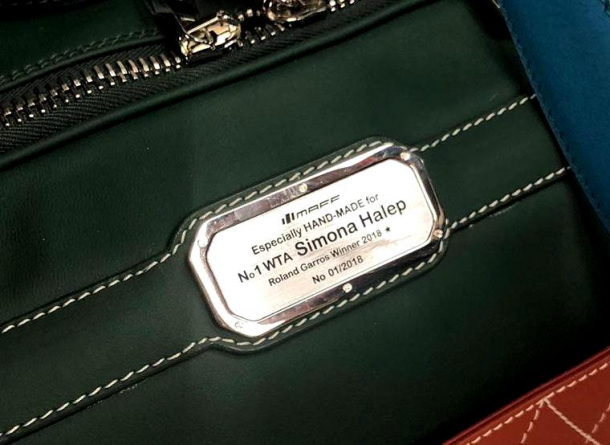 MAFF
Especially HAND-MADE for
No1 WTA Simona Halep
Roland Garros Winner 2018 ★
No 01/2018